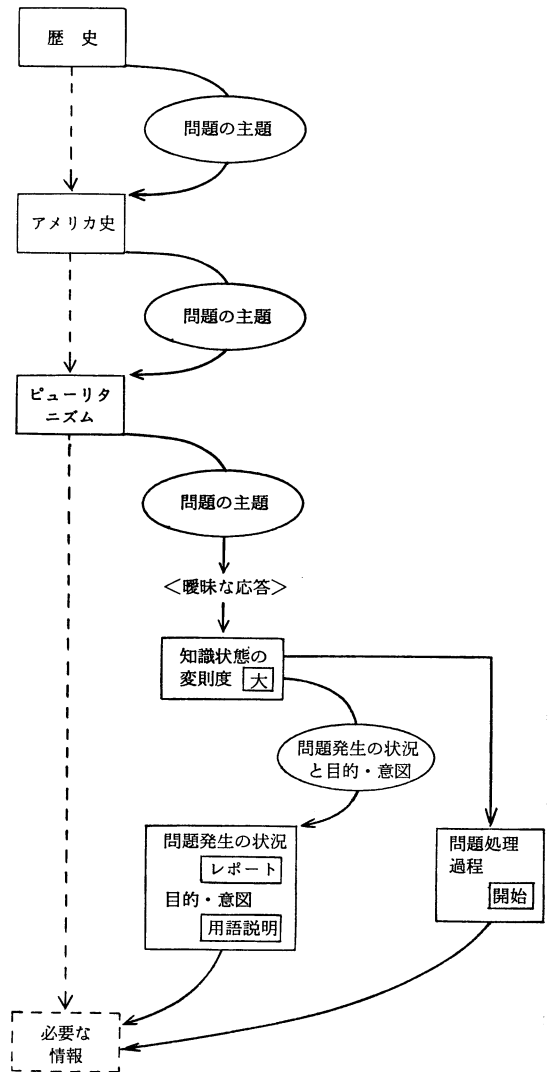 歴　史
問題の主題
アメリカ史
問題の主題
ピューリタ
ニズム
問題の主題
＜曖昧な応答＞
知識状態の
変則度 大
問題発生の状況
と目的・意図
問題発生の状況
レポート
目的・意図
用語説明
問題処理
過程
開始
必要な
情報